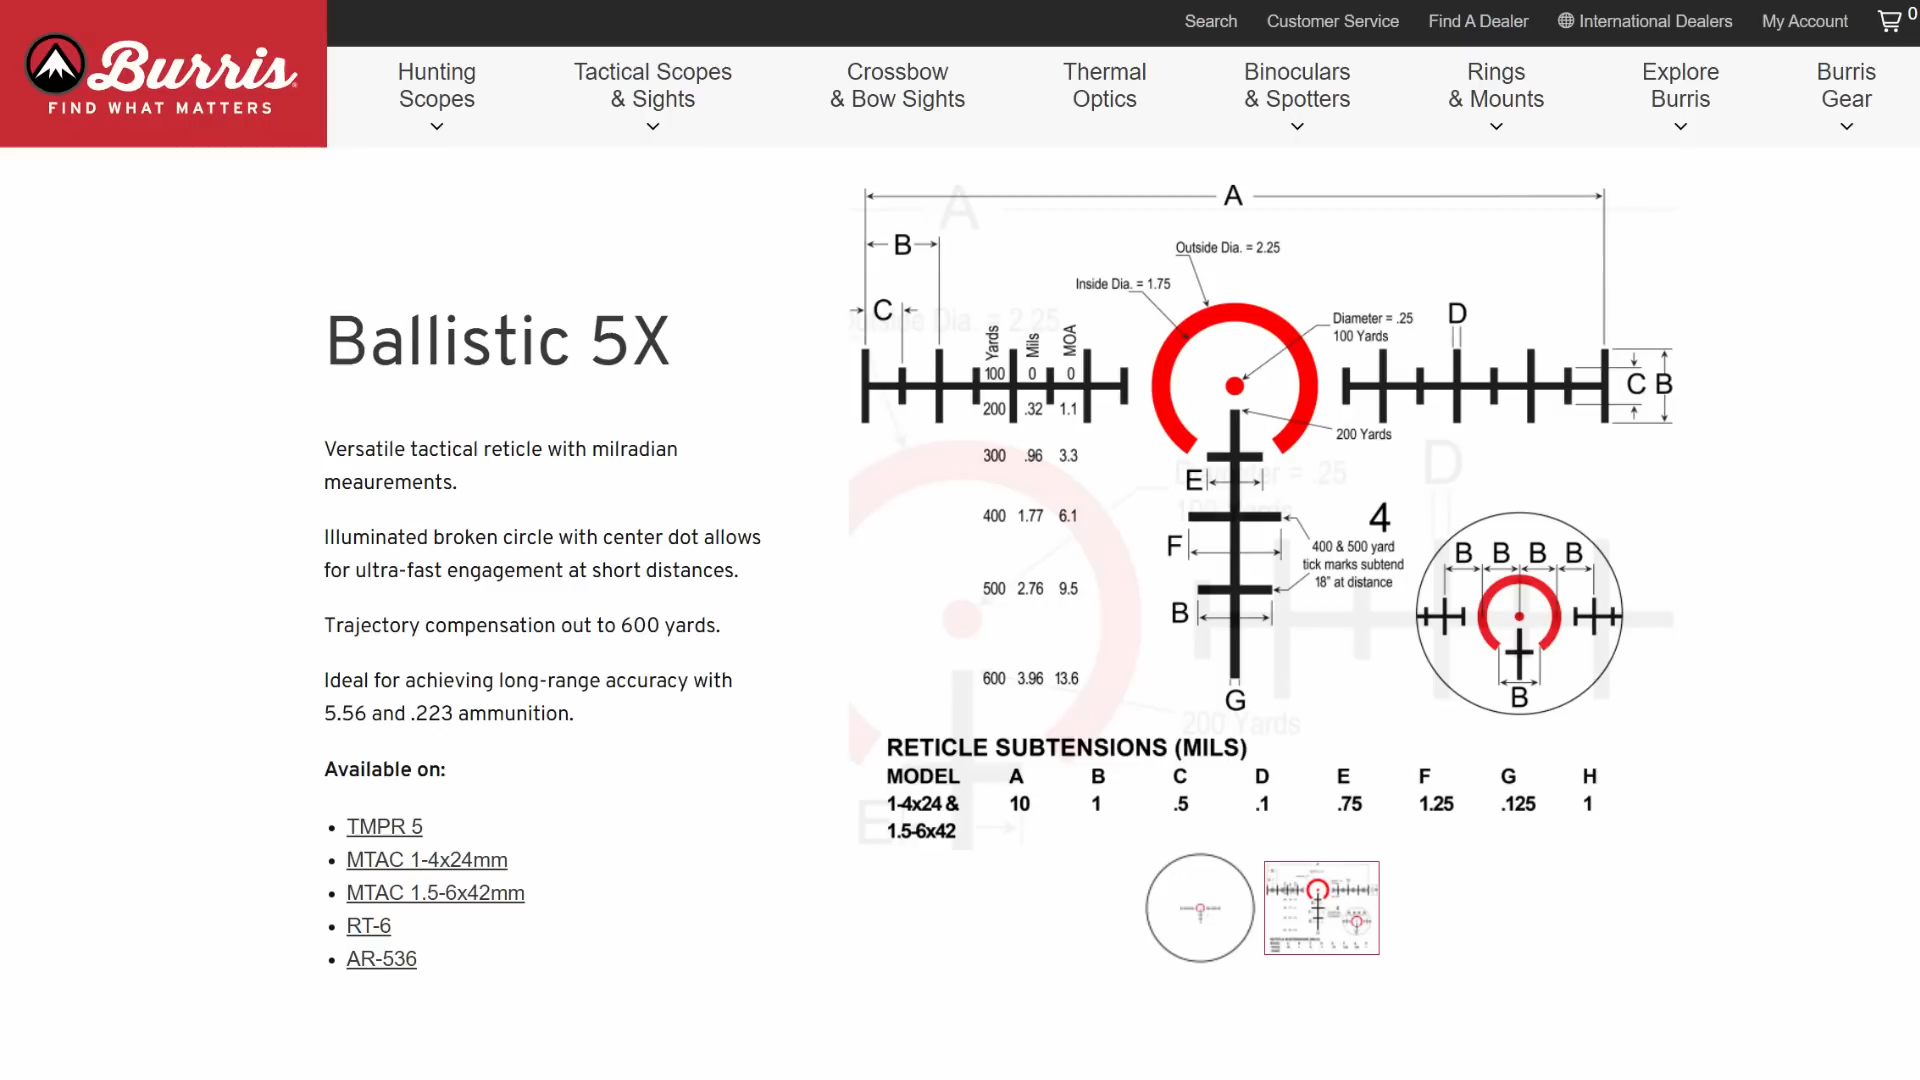 Search Customer Service Find A Dealer International Dealers My Account 0
Burris
FIND WHAT MATTERS
Hunting Scopes
Tactical Scopes & Sights
Crossbow & Bow Sights
Thermal Optics
Binoculars & Spotters
Rings & Mounts
Explore Burris
Burris Gear
Ballistic 5X
Versatile tactical reticle with milradian
meaurements.
Illuminated broken circle with center dot allows
for ultra-fast engagement at short distances.
Trajectory compensation out to 600 yards.
Ideal for achieving long-range accuracy with
5.56 and .223 ammunition.
Available on:
TMPR 5
MTAC 1-4x24mm
MTAC 1.5-6x42mm
RT-6
AR-536
A
A
B
Outside Dia. = 2.25
Inside Dia. = 1.75
C
Outside Dia. = 2.25
Diameter = .25
100 Yards
D
Yards Mils MOA
100 0 0
C B
200 .32 1.1
200 Yards
300 .96 3.3
E
Diameter = .25
D
400 1.77 6.1
4
F
400 & 500 yard
tick marks subtend
18" at distance
B B B B
500 2.76 9.5
B
600 3.96 13.6
B
G
200 Yards
RETICLE SUBTENSIONS (MILS)
MODEL A B C D E F G H
1-4x24 & 10 1 .5 .1 .75 1.25 .125 1
1.5-6x42
E